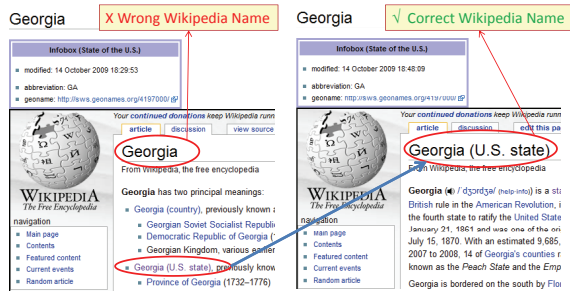 Georgia
X Wrong Wikipedia Name
Infobox (State of the U.S.)
modified: 14 October 2009 18:29:53
abbreviation: GA
geoname: http://sws.geonames.org/4197000/
Your continued donations keep Wikipedia runn
article discussion view source
Georgia
From Wikipedia, the free encyclopedia
Georgia has two principal meanings:
Georgia (country), previously known a
Georgian Soviet Socialist Republi
Democratic Republic of Georgia (
Georgian Kingdom, various earlier
Georgia (U.S. state), previously know
Province of Georgia (1732–1776)
WIKIPEDIA
The Free Encyclopedia
navigation
Main page
Contents
Featured content
Current events
Random article
Georgia
√ Correct Wikipedia Name
Infobox (State of the U.S.)
modified: 14 October 2009 18:48:09
abbreviation: GA
geoname: http://sws.geonames.org/4197000/
Your continued donations keep Wikipedia runn
article discussion edit this pa
Georgia (U.S. state)
From Wikipedia, the free encyclopedia
Georgia ( /ˈdʒɔrdʒə/ (help·info)) is a sta
British rule in the American Revolution, i
the fourth state to ratify the United State
January 21, 1861 and was one of the ori
July 15, 1870. With an estimated 9,685,
2007 to 2008, 14 of Georgia's counties r
known as the Peach State and the Emp
Georgia is bordered on the south by Flor
WIKIPEDIA
The Free Encyclopedia
navigation
Main page
Contents
Featured content
Current events
Random article